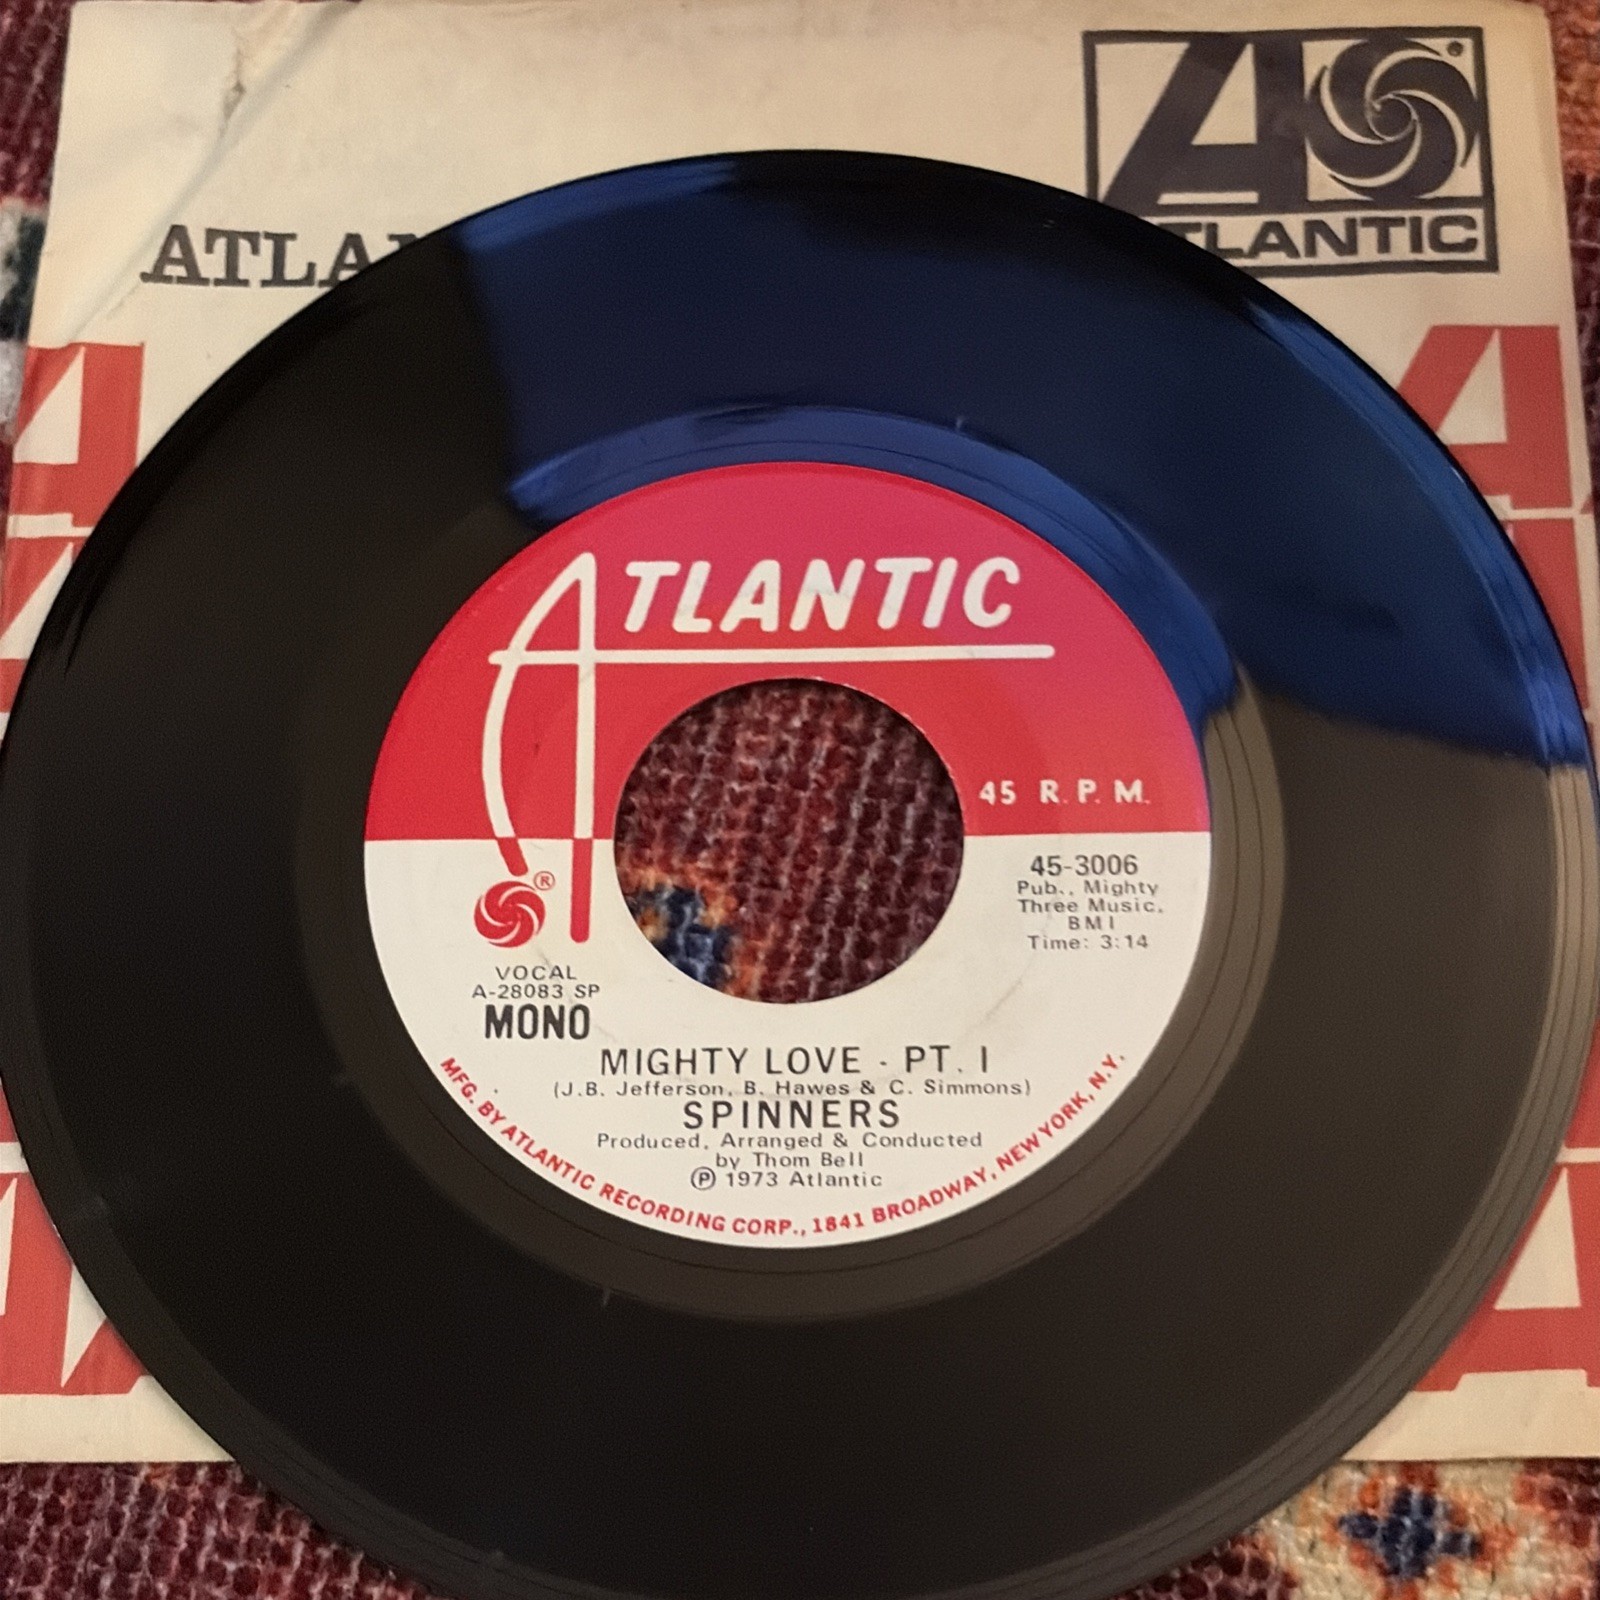 ATLANTIC
ATLA
ATLANTIC
45 R.P.M.
45-3006
Pub., Mighty
Three Music,
BMI
Time: 3:14
®
VOCAL
A-28083 SP
MONO
MIGHTY LOVE - PT. I
(J.B. Jefferson, B. Hawes & C. Simmons)
SPINNERS
Produced, Arranged & Conducted
by Thom Bell
℗ 1973 Atlantic
MFG. BY ATLANTIC RECORDING CORP., 1841 BROADWAY, NEW YORK, N.Y.